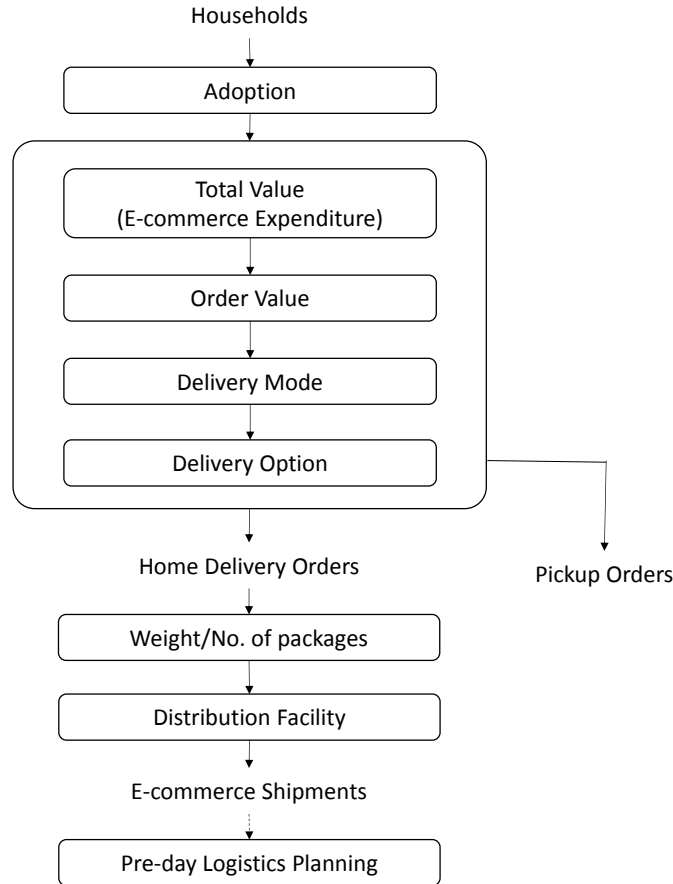 Households
Adoption
Total Value
(E-commerce Expenditure)
Order Value
Delivery Mode
Delivery Option
Home Delivery Orders
Pickup Orders
Weight/No. of packages
Distribution Facility
E-commerce Shipments
Pre-day Logistics Planning